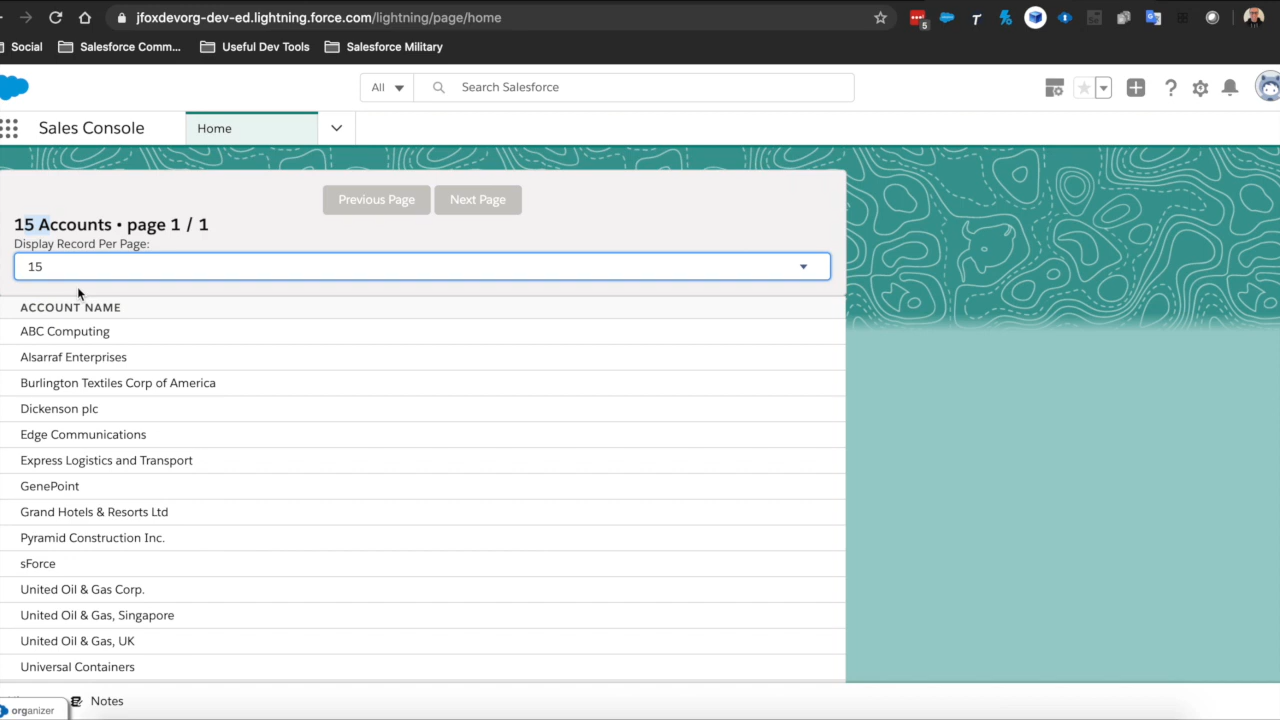 jfoxdevorg-dev-ed.lightning.force.com/lightning/page/home
5
Social Salesforce Comm... Useful Dev Tools Salesforce Military
All Search Salesforce
Sales Console Home
Previous Page Next Page
15 Accounts • page 1 / 1
Display Record Per Page:
15
ACCOUNT NAME
ABC Computing
Alsarraf Enterprises
Burlington Textiles Corp of America
Dickenson plc
Edge Communications
Express Logistics and Transport
GenePoint
Grand Hotels & Resorts Ltd
Pyramid Construction Inc.
sForce
United Oil & Gas Corp.
United Oil & Gas, Singapore
United Oil & Gas, UK
Universal Containers
Notes
organizer